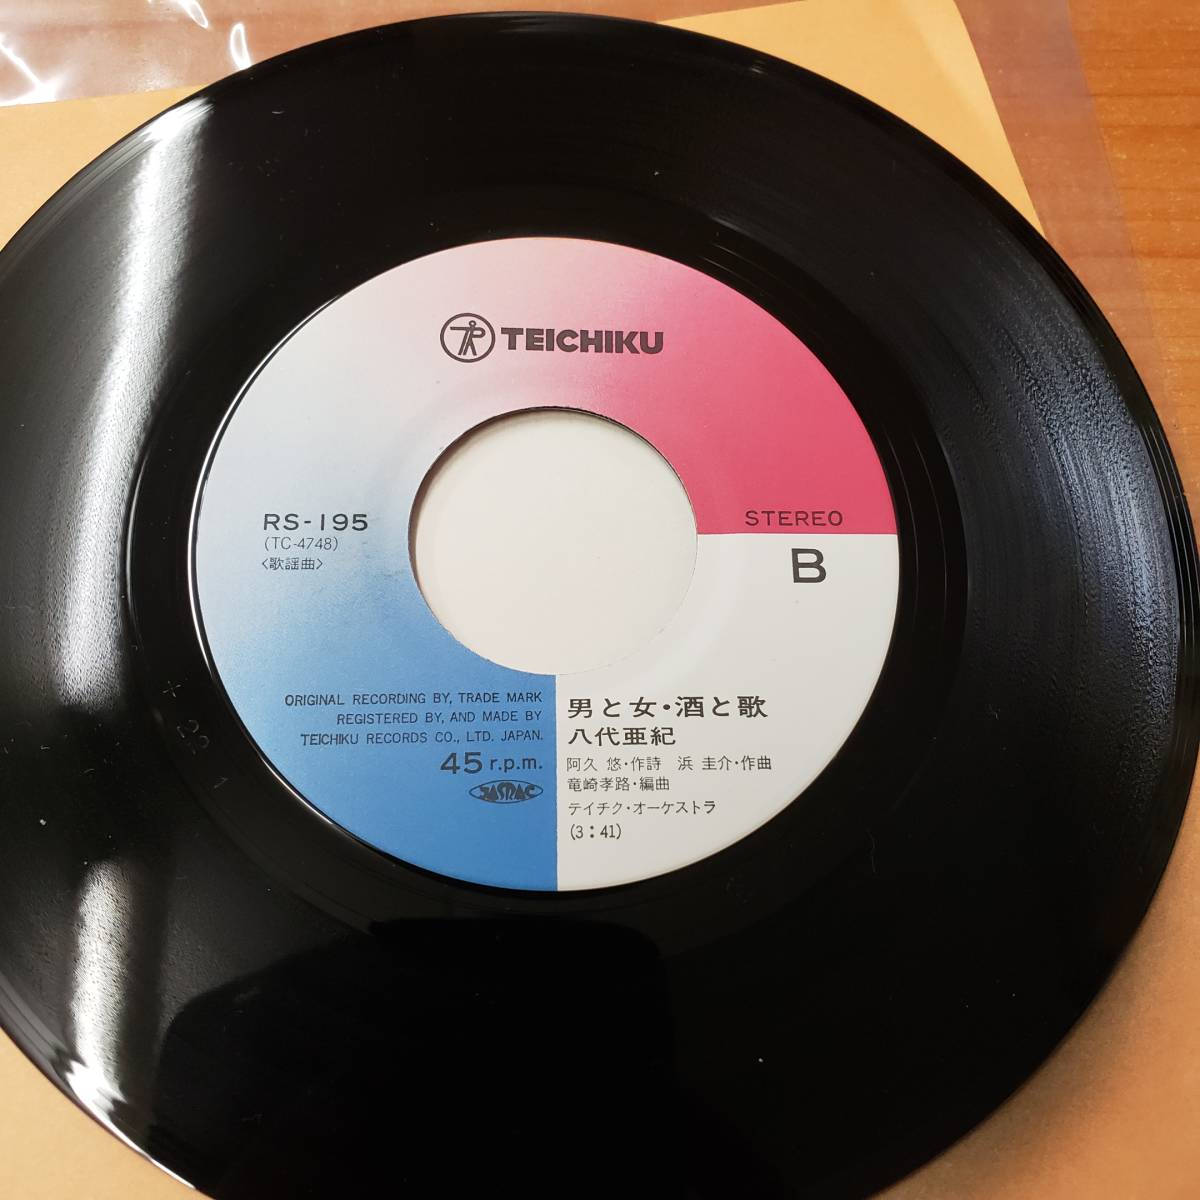 TEICHIKU
RS-195
(TC-4748)
〈歌謡曲〉
STEREO
B
ORIGINAL RECORDING BY, TRADE MARK
REGISTERED BY, AND MADE BY
TEICHIKU RECORDS CO., LTD. JAPAN.
45 r.p.m.
JASRAC
男と女・酒と歌
八代亜紀
阿久 悠・作詩 浜 圭介・作曲
竜崎孝路・編曲
テイチク・オーケストラ
(3:41)